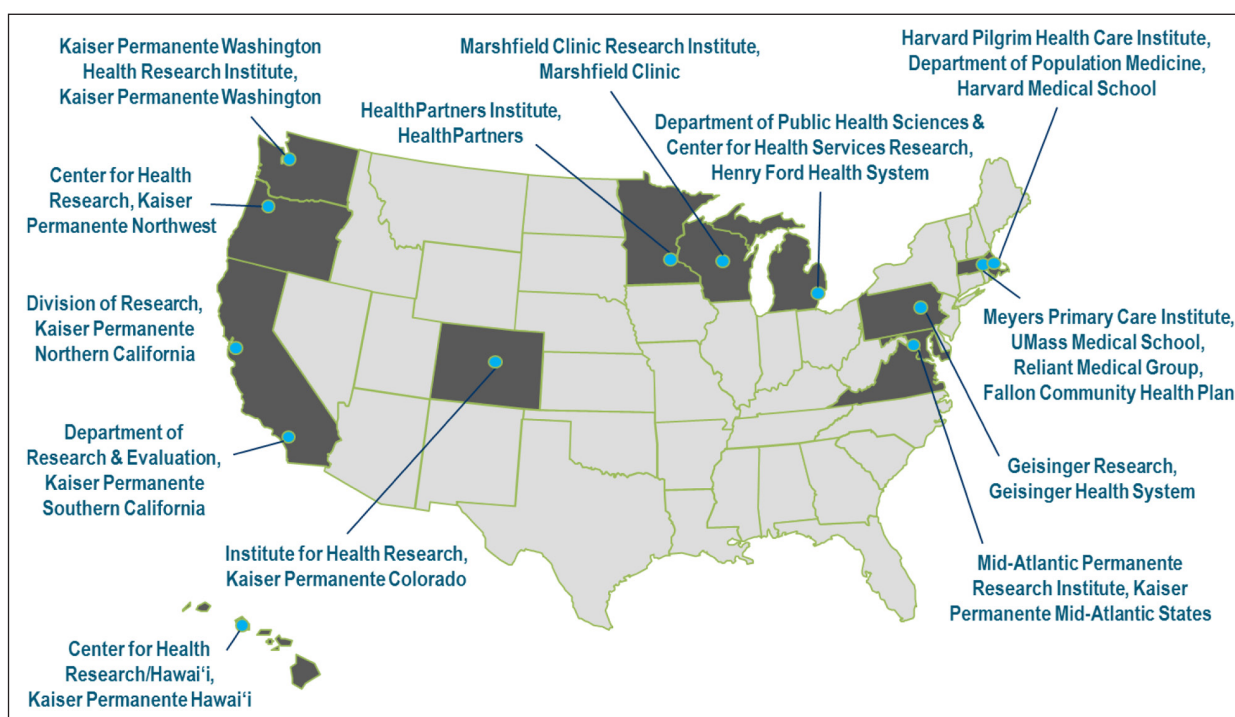 Kaiser Permanente Washington
Health Research Institute,
Kaiser Permanente Washington
Marshfield Clinic Research Institute,
Marshfield Clinic
Harvard Pilgrim Health Care Institute,
Department of Population Medicine,
Harvard Medical School
HealthPartners Institute,
HealthPartners
Department of Public Health Sciences &
Center for Health Services Research,
Henry Ford Health System
Center for Health
Research, Kaiser
Permanente Northwest
Division of Research,
Kaiser Permanente
Northern California
Meyers Primary Care Institute,
UMass Medical School,
Reliant Medical Group,
Fallon Community Health Plan
Department of
Research & Evaluation,
Kaiser Permanente
Southern California
Geisinger Research,
Geisinger Health System
Institute for Health Research,
Kaiser Permanente Colorado
Mid-Atlantic Permanente
Research Institute, Kaiser
Permanente Mid-Atlantic States
Center for Health
Research/Hawai‘i,
Kaiser Permanente Hawai‘i